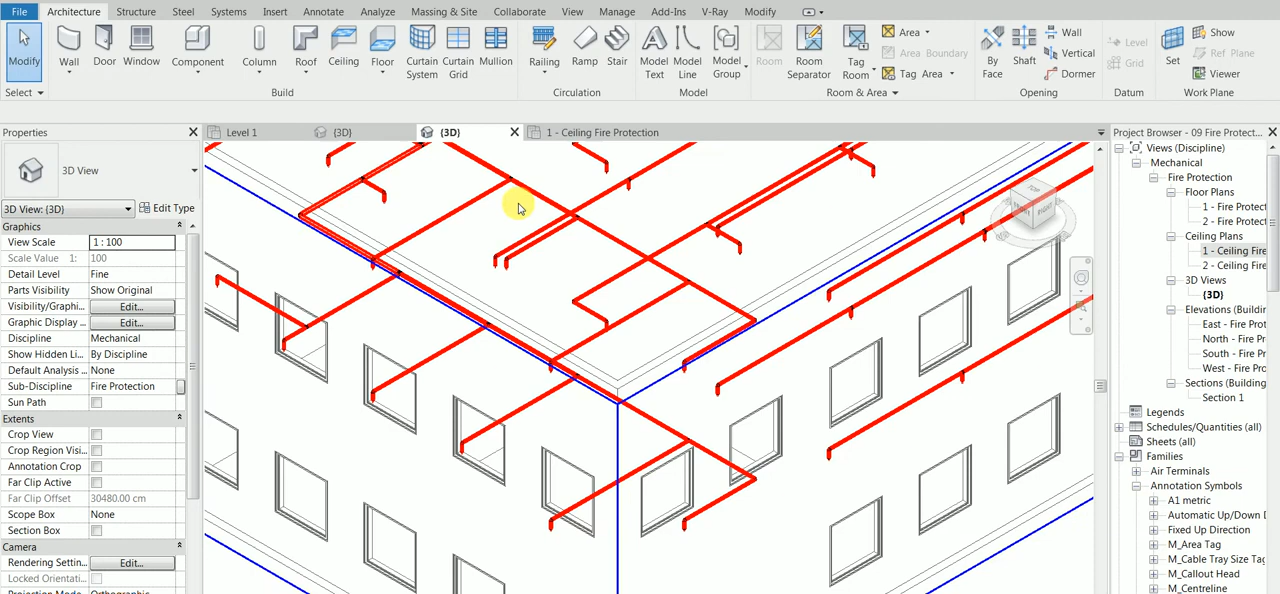 File Architecture Structure Steel Systems Insert Annotate Analyze Massing & Site Collaborate View Manage Add-Ins V-Ray Modify
Modify Wall Door Window Component Column Roof Ceiling Floor Curtain System Curtain Grid Mullion Railing Ramp Stair Model Text Model Line Model Group Room Room Separator Tag Room By Face Shaft Set
Area Area Boundary Tag Area
Wall Vertical Dormer
Level Grid
Show Ref Plane Viewer
Select Build Circulation Model Room & Area Opening Datum Work Plane
Properties
Level 1 {3D} {3D} 1 - Ceiling Fire Protection
Project Browser - 09 Fire Protect...
3D View
3D View: {3D} Edit Type
Graphics
View Scale 1 : 100
Scale Value 1: 100
Detail Level Fine
Parts Visibility Show Original
Visibility/Graphi... Edit...
Graphic Display ... Edit...
Discipline Mechanical
Show Hidden Li... By Discipline
Default Analysis ... None
Sub-Discipline Fire Protection
Sun Path
Extents
Crop View
Crop Region Visi...
Annotation Crop
Far Clip Active
Far Clip Offset 30480.00 cm
Scope Box None
Section Box
Camera
Rendering Settin... Edit...
Locked Orientati...
Projection Mode Orthographic
TOP
FRONT
RIGHT
Views (Discipline)
Mechanical
Fire Protection
Floor Plans
1 - Fire Protect
2 - Fire Protect
Ceiling Plans
1 - Ceiling Fire
2 - Ceiling Fire
3D Views
{3D}
Elevations (Buildin
East - Fire Pro
North - Fire Pr
South - Fire Pr
West - Fire Pr
Sections (Building
Section 1
Legends
Schedules/Quantities (all)
Sheets (all)
Families
Air Terminals
Annotation Symbols
A1 metric
Automatic Up/Down D
Fixed Up Direction
M_Area Tag
M_Cable Tray Size Tag
M_Callout Head
M_Centreline